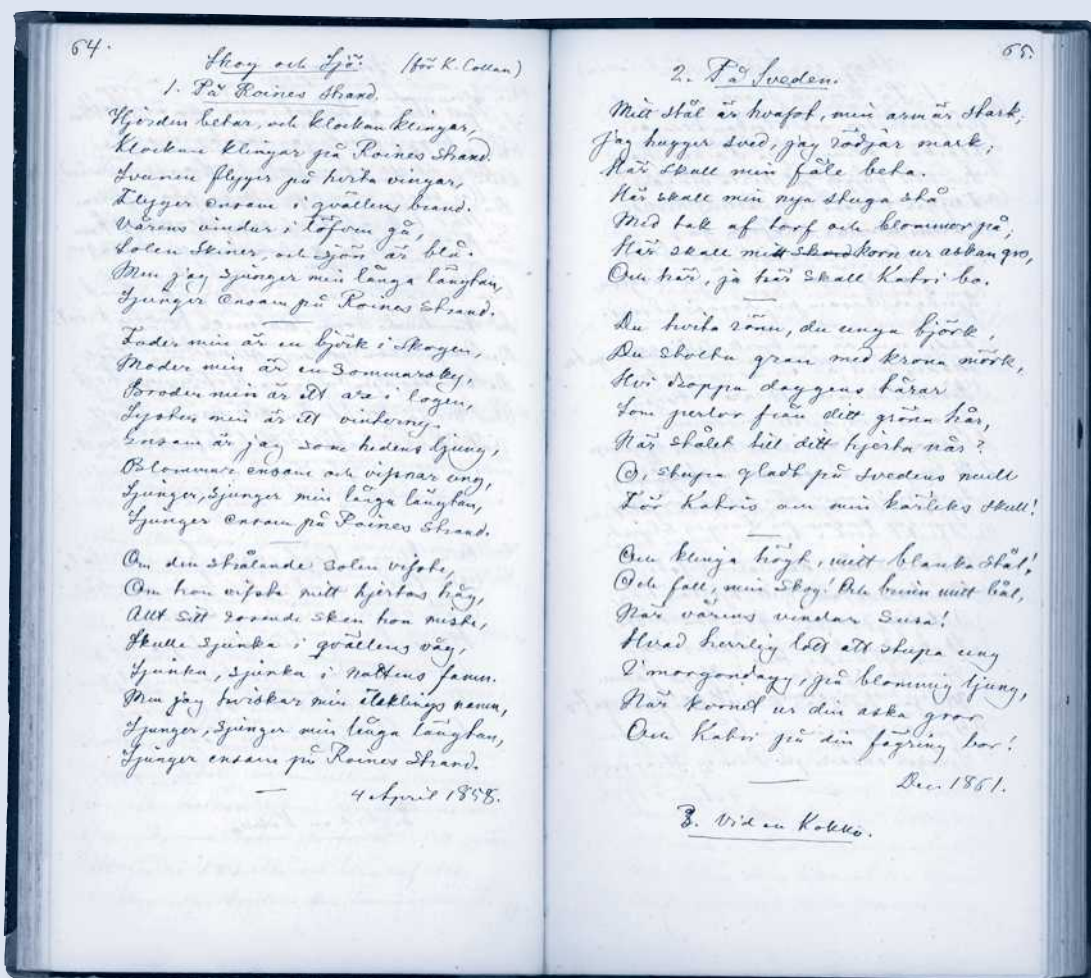 64.
Skog och Sjö. (för K. Collan)
1. På Roines strand.
Hjorden betar, och klockan klingar,
Klockan klingar på Roines strand.
Svanen flyger på hvita vingar,
Flyger ensam i qvällens brand.
Vårens vindar i löfven gå,
Solen skiner, och sjön är blå.
Men jag sjunger min långa längtan,
Sjunger ensam på Roines strand.
Fader min är en björk i skogen,
Moder min är en sommarsky,
Broder min är ett ax i logen,
Syster min är ett vinterny.
Ensam är jag, som hedens ljung,
Blommar ensam och vissnar ung,
Sjunger, sjunger min långa längtan,
Sjunger ensam på Roines strand.
Om den strålande solen visste,
Om hon visste mitt hjertas håg,
Allt sitt rosende sken hon miste,
Skulle sjunka i qvällens våg,
Sjunka, sjunka i nattens famn.
Men jag hviskar min älsklings namn,
Sjunger, sjunger min långa längtan,
Sjunger ensam på Roines strand.
4 April 1858.
65.
2. På Sveden.
Mitt stål är hvasst, min arm är stark;
Jag hugger sved, jag rödjar mark;
Här skall min fåle beta.
Här skall min nya stuga stå
Med tak af torf och blommor på;
Här skall mitt korn ur askan gro,
Och här, ja här skall Katri bo.
Du hvita rönn, du unga björk,
Du stolta gran med krona mörk,
Hvi droppa daggens tårar
Som perlor från ditt gröna hår,
När stålet till ditt hjerta når?
O, stupa gladt på svedens mull
För Katris och min kärleks skull!
Och klinga högt, mitt blanka stål!
Och fall, min skog! Och brinn mitt bål,
När vårens vindar susa!
Hvad herrlig lott att stupa ung
I morgondagg, på blommig ljung,
När kornet ur din aska gror
Och Katri på din fägring bor!
Dec. 1861.
3. Vid en Kokko.